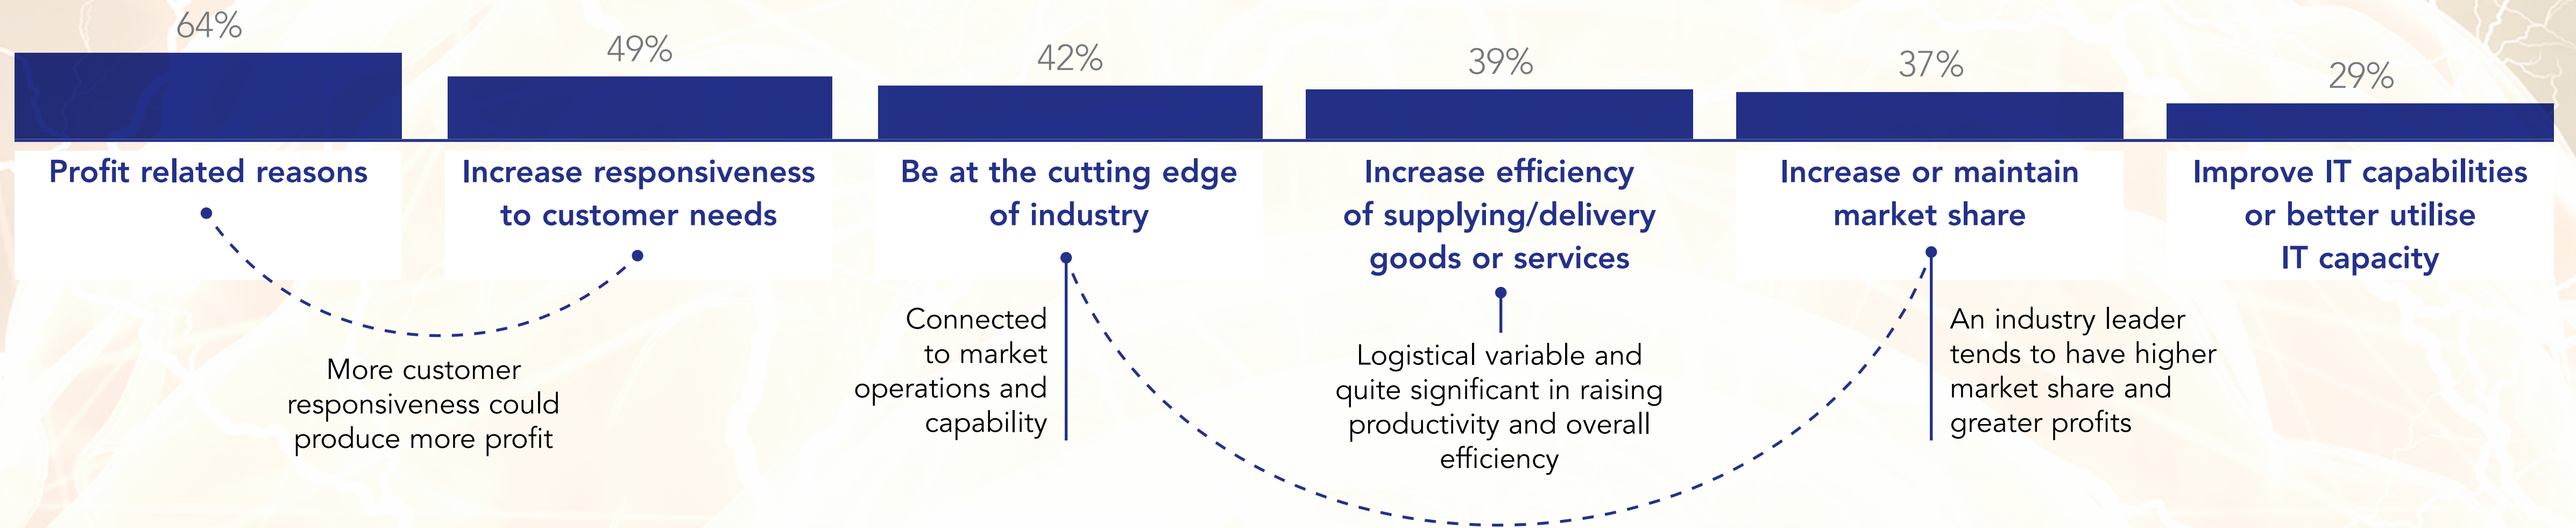 64%
Profit related reasons
49%
Increase responsiveness
to customer needs
More customer
responsiveness could
produce more profit
42%
Be at the cutting edge
of industry
Connected
to market
operations and
capability
39%
Increase efficiency
of supplying/delivery
goods or services
Logistical variable and
quite significant in raising
productivity and overall
efficiency
37%
Increase or maintain
market share
An industry leader
tends to have higher
market share and
greater profits
29%
Improve IT capabilities
or better utilise
IT capacity